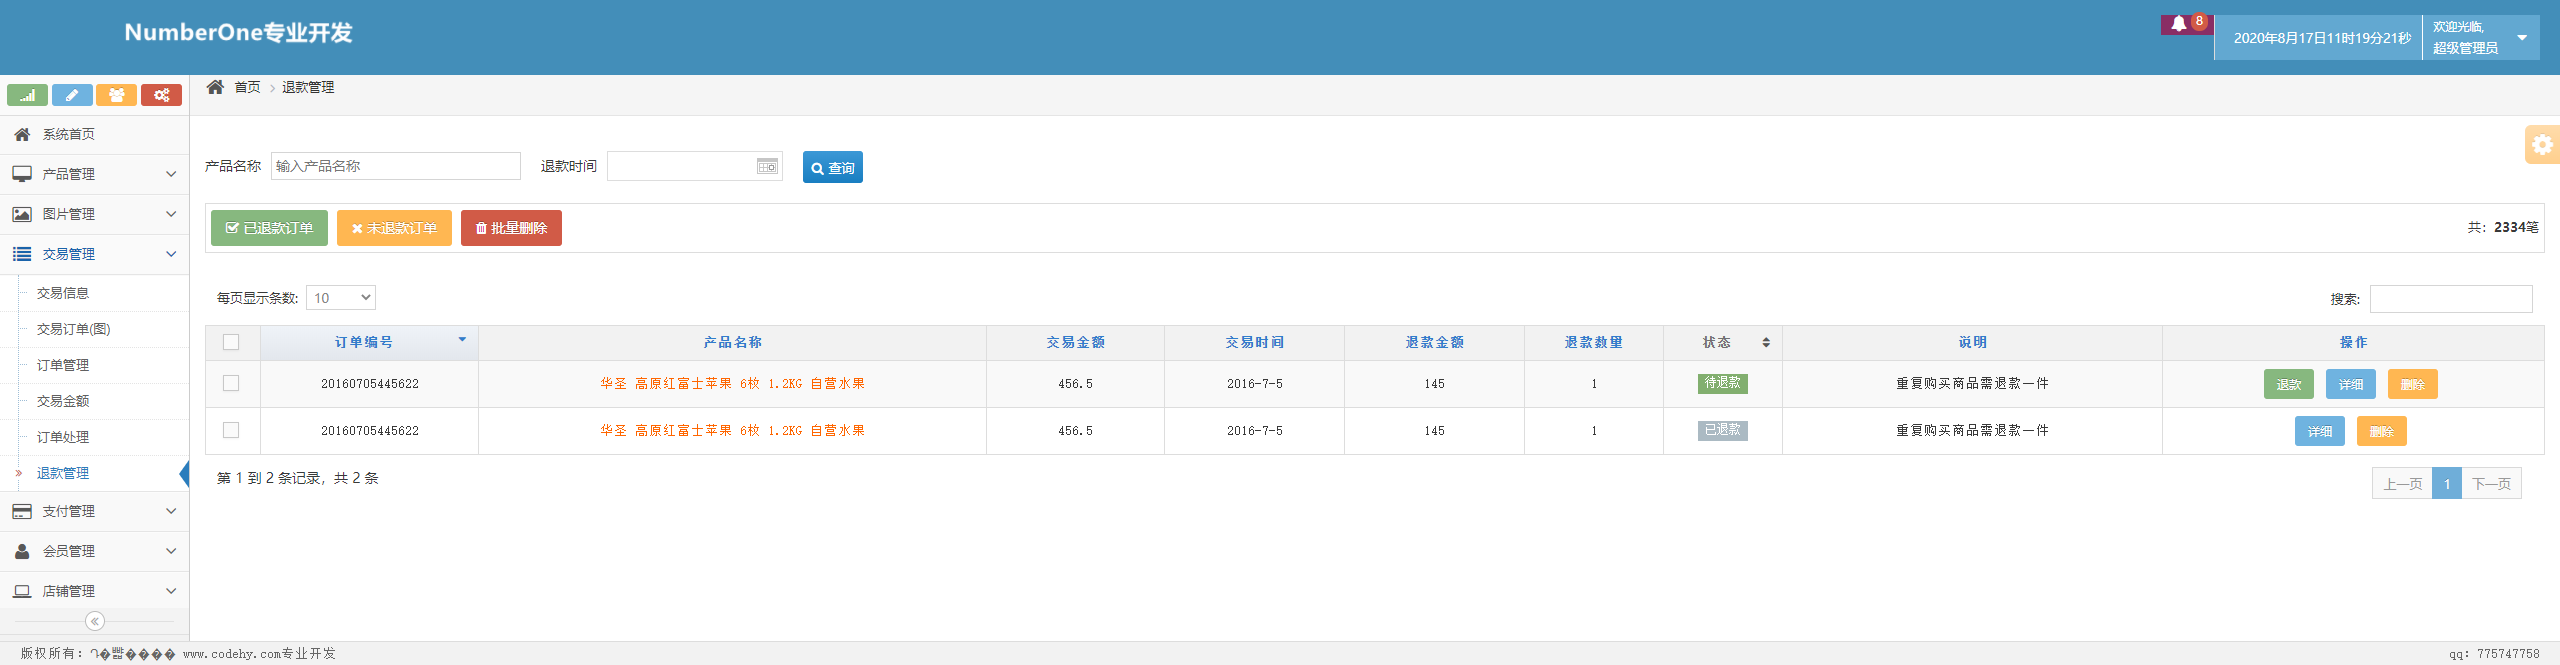 NumberOne专业开发
8
2020年8月17日11时19分21秒
欢迎光临,
超级管理员
首页 退款管理
系统首页
产品管理
图片管理
交易管理
交易信息
交易订单(图)
订单管理
交易金额
订单处理
退款管理
支付管理
会员管理
店铺管理
产品名称 输入产品名称 退款时间 查询
已退款订单 未退款订单 批量删除 共：2334笔
每页显示条数: 10 搜索:
订单编号 产品名称 交易金额 交易时间 退款金额 退款数量 状态 说明 操作
20160705445622 华圣 高原红富士苹果 6枚 1.2KG 自营水果 456.5 2016-7-5 145 1 待退款 重复购买商品需退款一件 退款 详细 删除
20160705445622 华圣 高原红富士苹果 6枚 1.2KG 自营水果 456.5 2016-7-5 145 1 已退款 重复购买商品需退款一件 详细 删除
第 1 到 2 条记录，共 2 条 上一页 1 下一页
版权所有： www.codehy.com专业开发 qq: 775747758